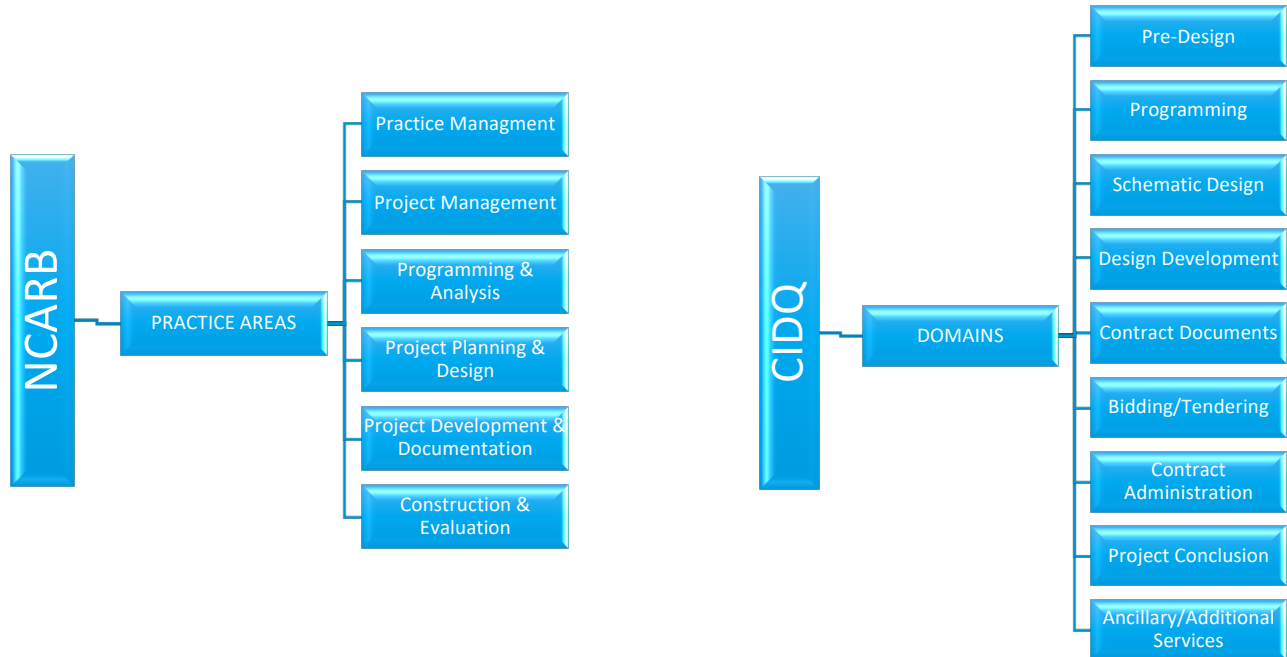 NCARB
PRACTICE AREAS
Practice Managment
Project Management
Programming &
Analysis
Project Planning &
Design
Project Development &
Documentation
Construction &
Evaluation
CIDQ
DOMAINS
Pre-Design
Programming
Schematic Design
Design Development
Contract Documents
Bidding/Tendering
Contract
Administration
Project Conclusion
Ancillary/Additional
Services